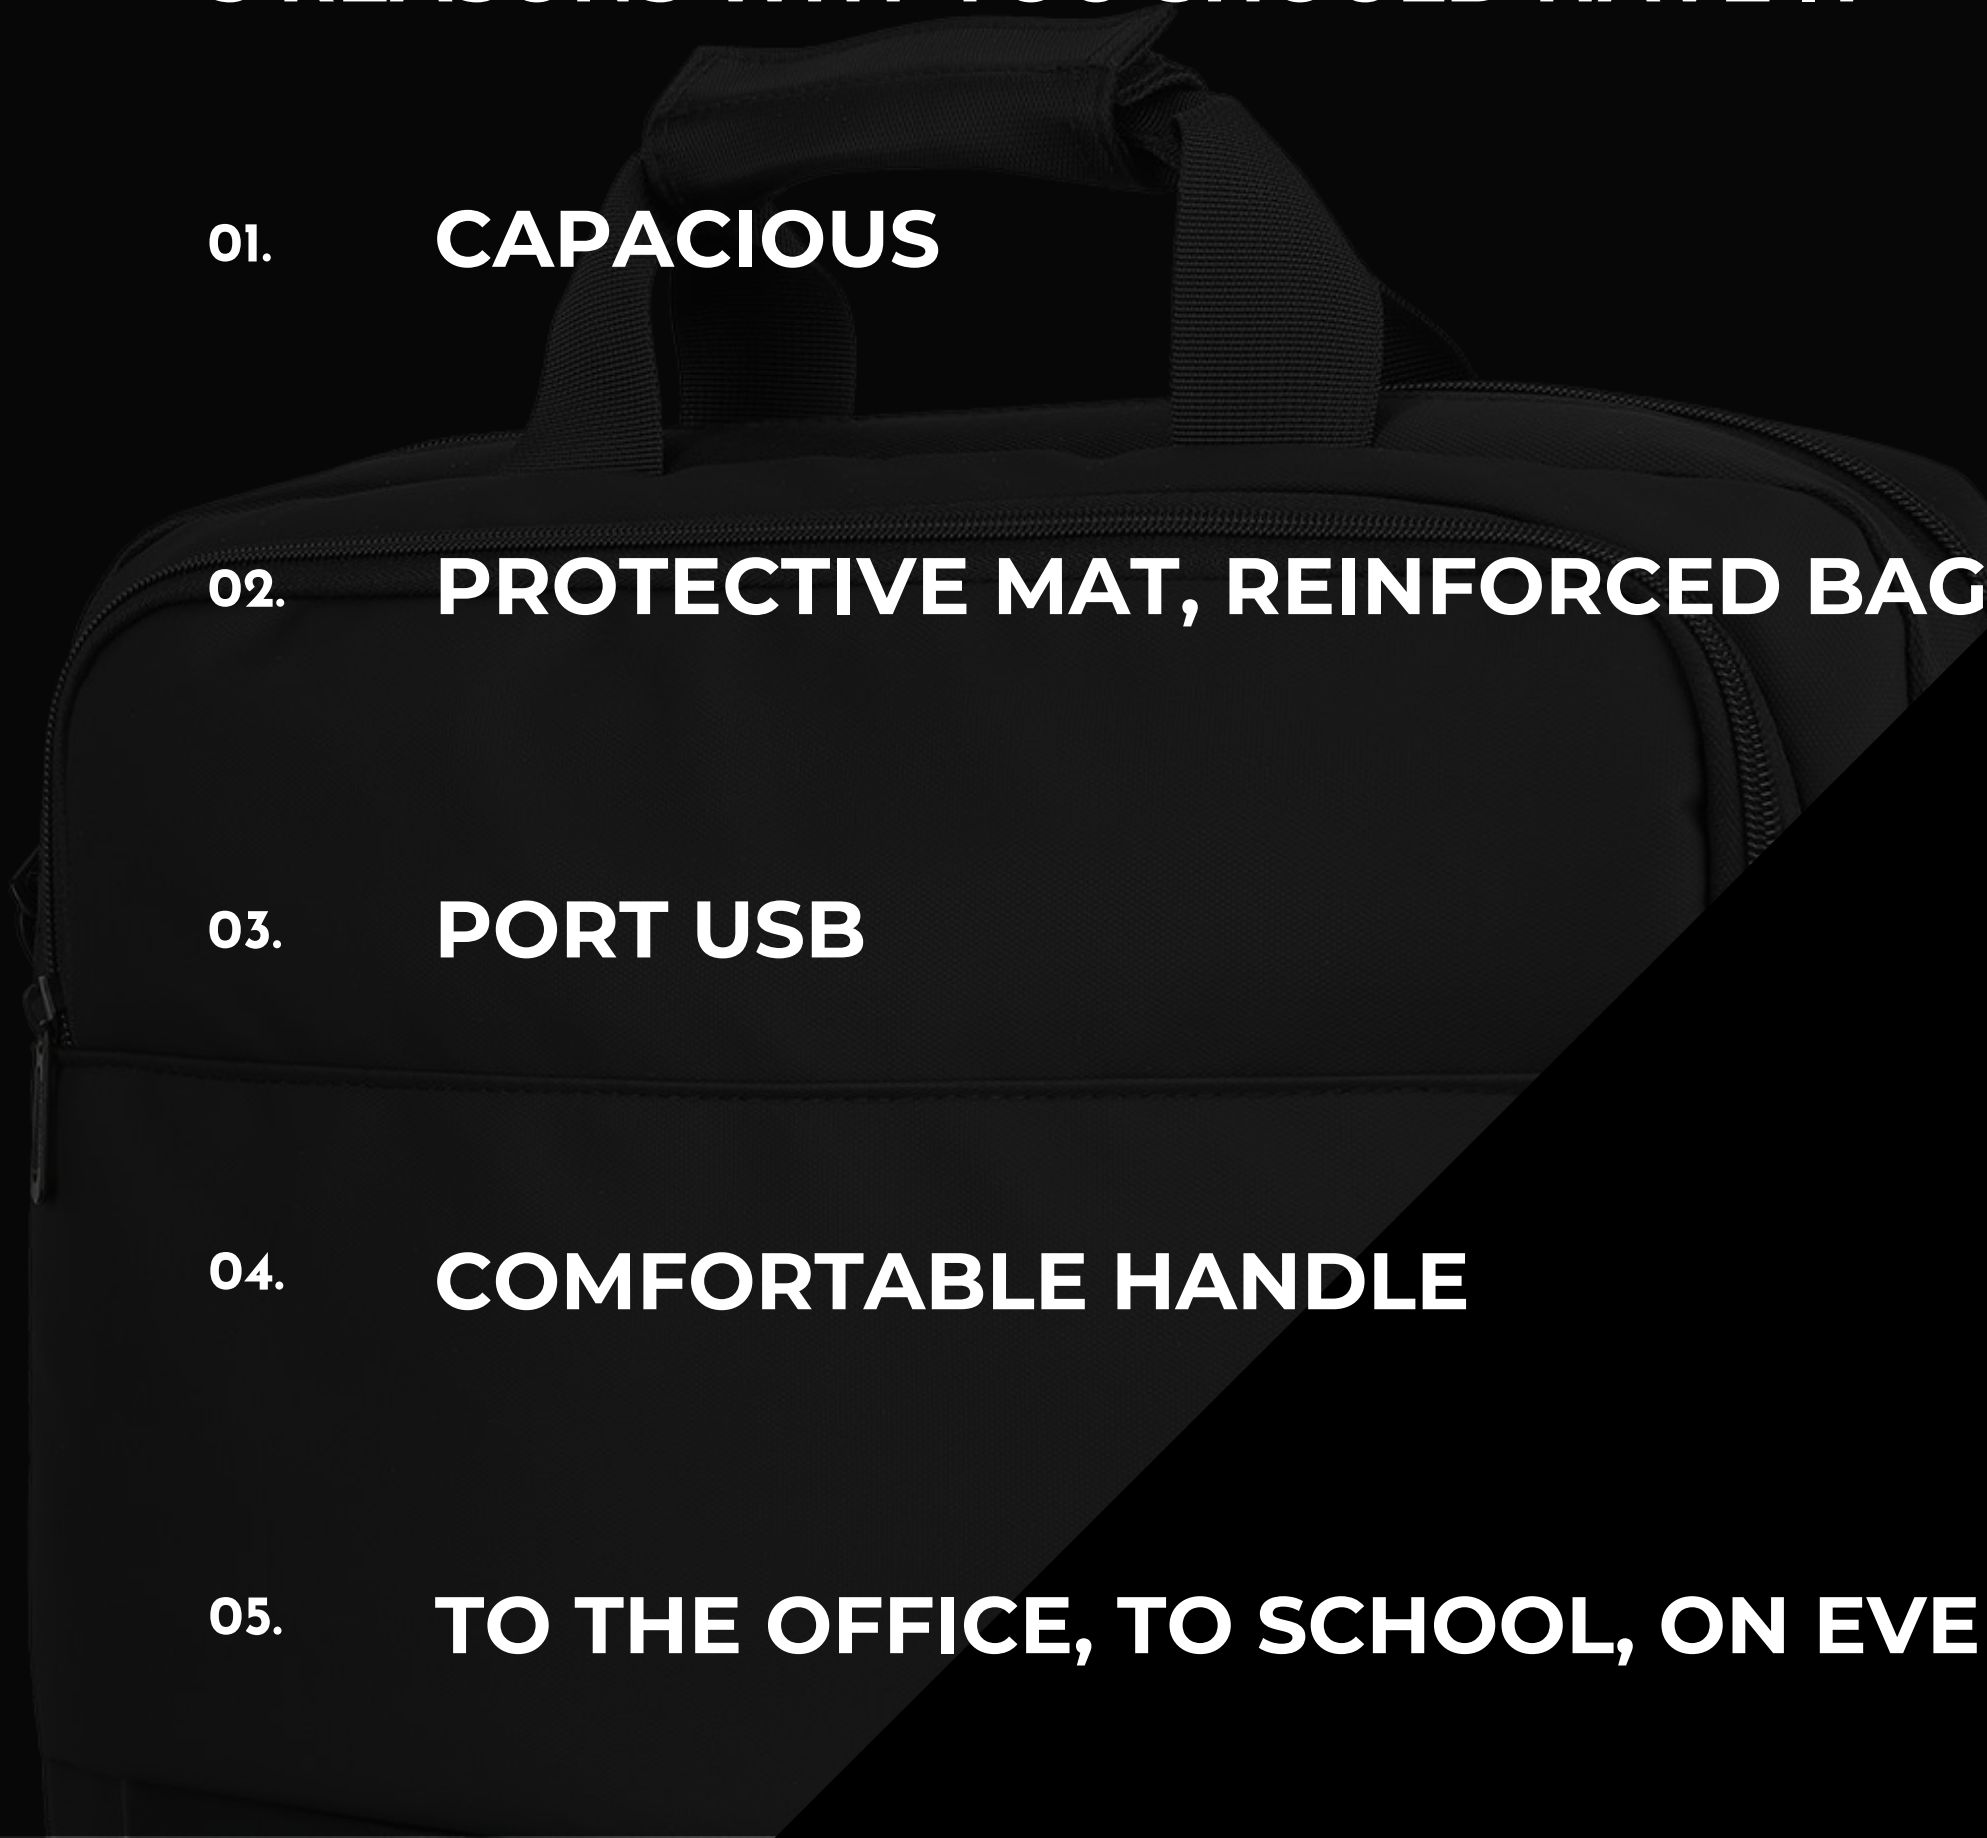 01. CAPACIOUS
02. PROTECTIVE MAT, REINFORCED BAG
03. PORT USB
04. COMFORTABLE HANDLE
05. TO THE OFFICE, TO SCHOOL, ON